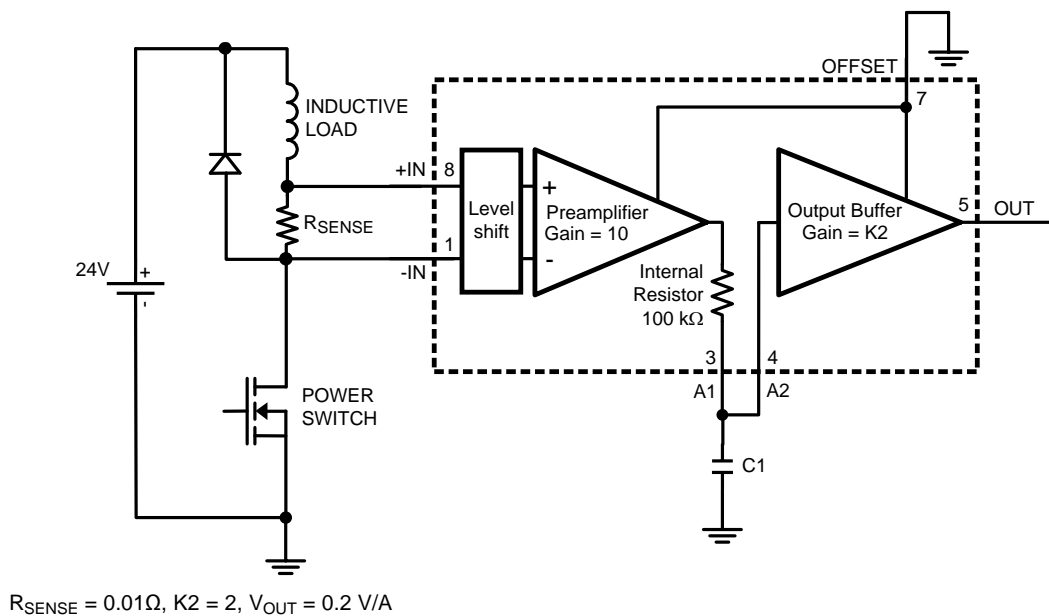 OFFSET
7
INDUCTIVE
LOAD
+IN
8
+
5
OUT
Level
shift
Preamplifier
Gain = 10
Output Buffer
Gain = K2
RSENSE
1
-
-IN
24V
+
-
Internal
Resistor
100 kΩ
3
4
A1
A2
POWER
SWITCH
C1
RSENSE = 0.01Ω, K2 = 2, VOUT = 0.2 V/A